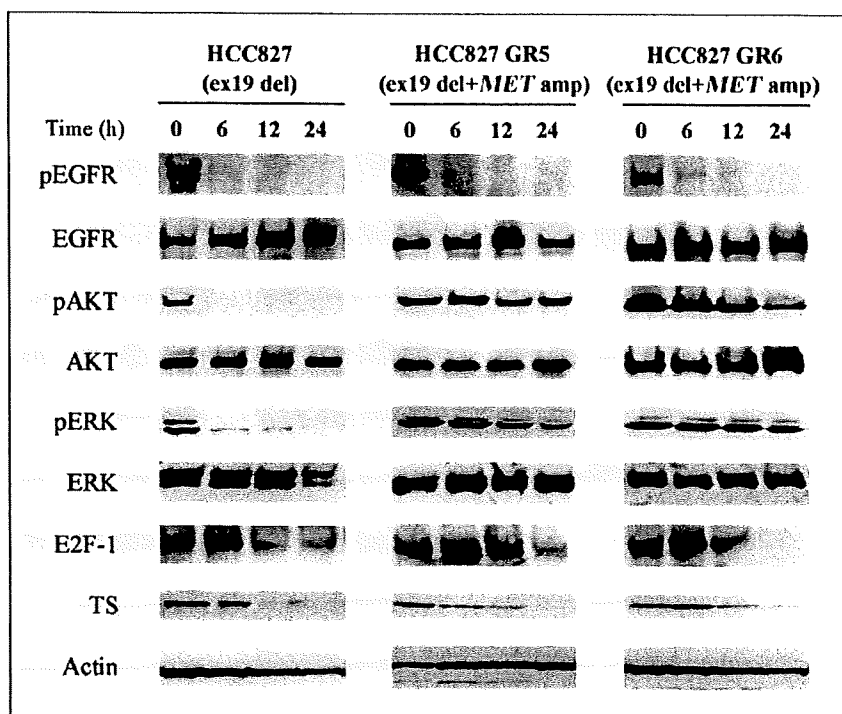 HCC827 HCC827 GR5 HCC827 GR6
(ex19 del) (ex19 del+MET amp) (ex19 del+MET amp)
Time (h) 0 6 12 24 0 6 12 24 0 6 12 24
pEGFR
EGFR
pAKT
AKT
pERK
ERK
E2F-1
TS
Actin